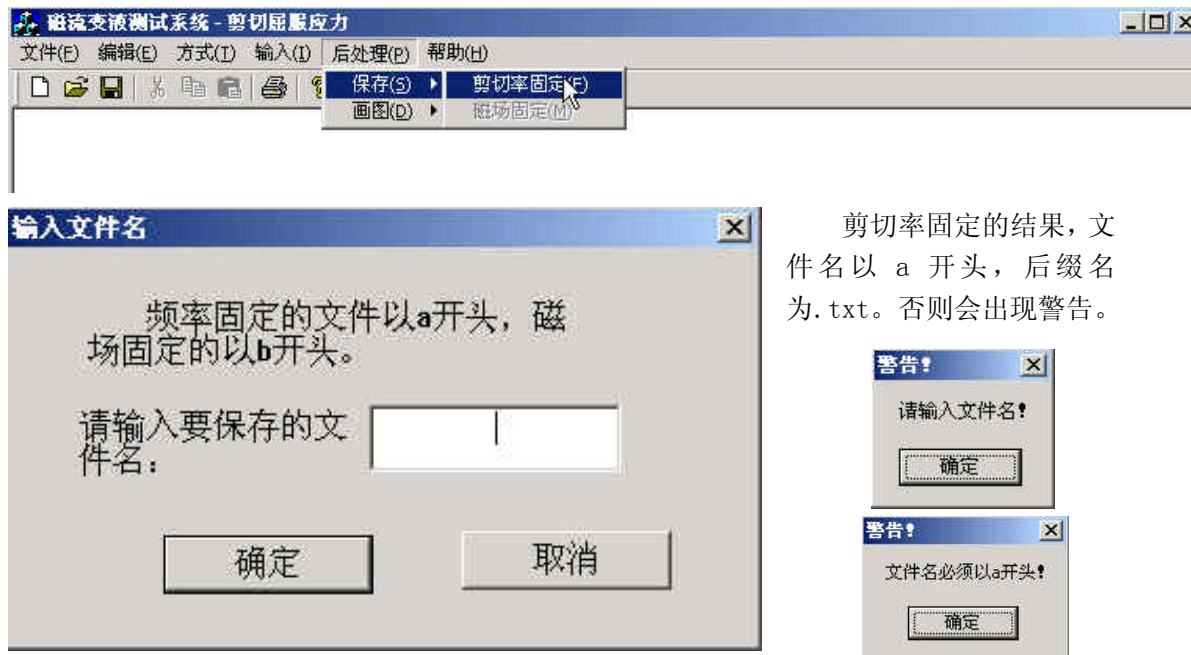 磁流变液测试系统 - 剪切屈服应力
文件(F) 编辑(E) 方式(T) 输入(I) 后处理(P) 帮助(H)
保存(S) 剪切率固定(F)
画图(D) 磁场固定(M)
输入文件名
频率固定的文件以a开头，磁
场固定的以b开头。
请输入要保存的文
件名：
确定 取消
剪切率固定的结果，文
件名以 a 开头，后缀名
为.txt。否则会出现警告。
警告!
请输入文件名!
确定
警告!
文件名必须以a开头!
确定